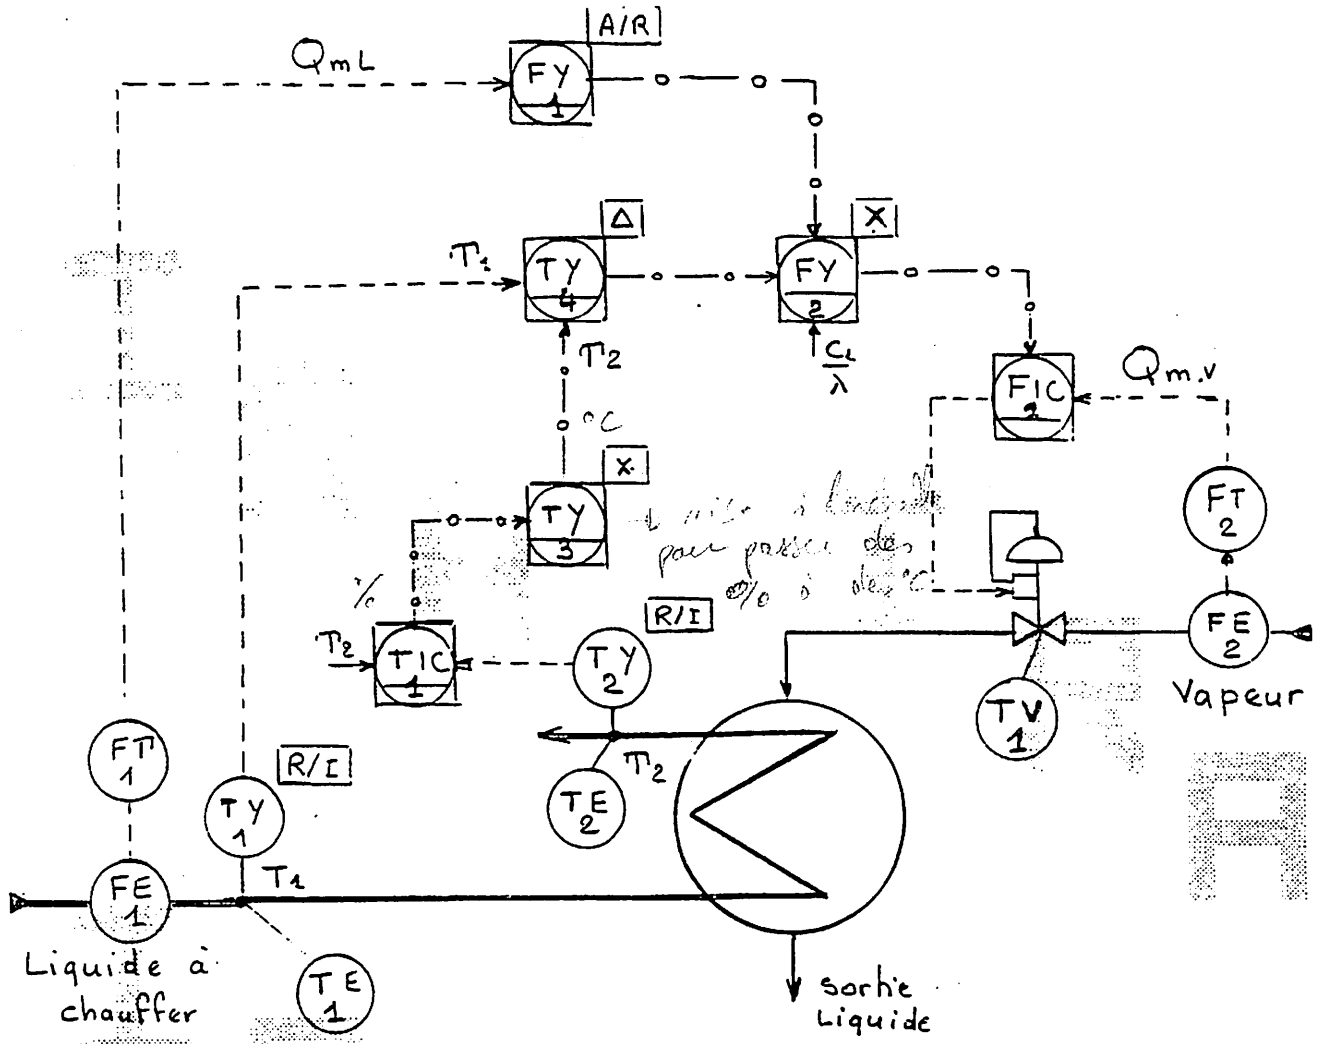 A/R
QmL
FY
1
Δ
X
T1
TY
4
FY
2
T2
CL
λ
Qm.v
FIC
2
°C
X
TY
3
FT
2
pour passer des
% à des °C
%
R/I
T2
TIC
1
TY
2
FE
2
Vapeur
TV
1
FT
1
R/I
T2
TE
2
TY
1
T1
FE
1
Liquide à
chauffer
TE
1
Sortie
Liquide